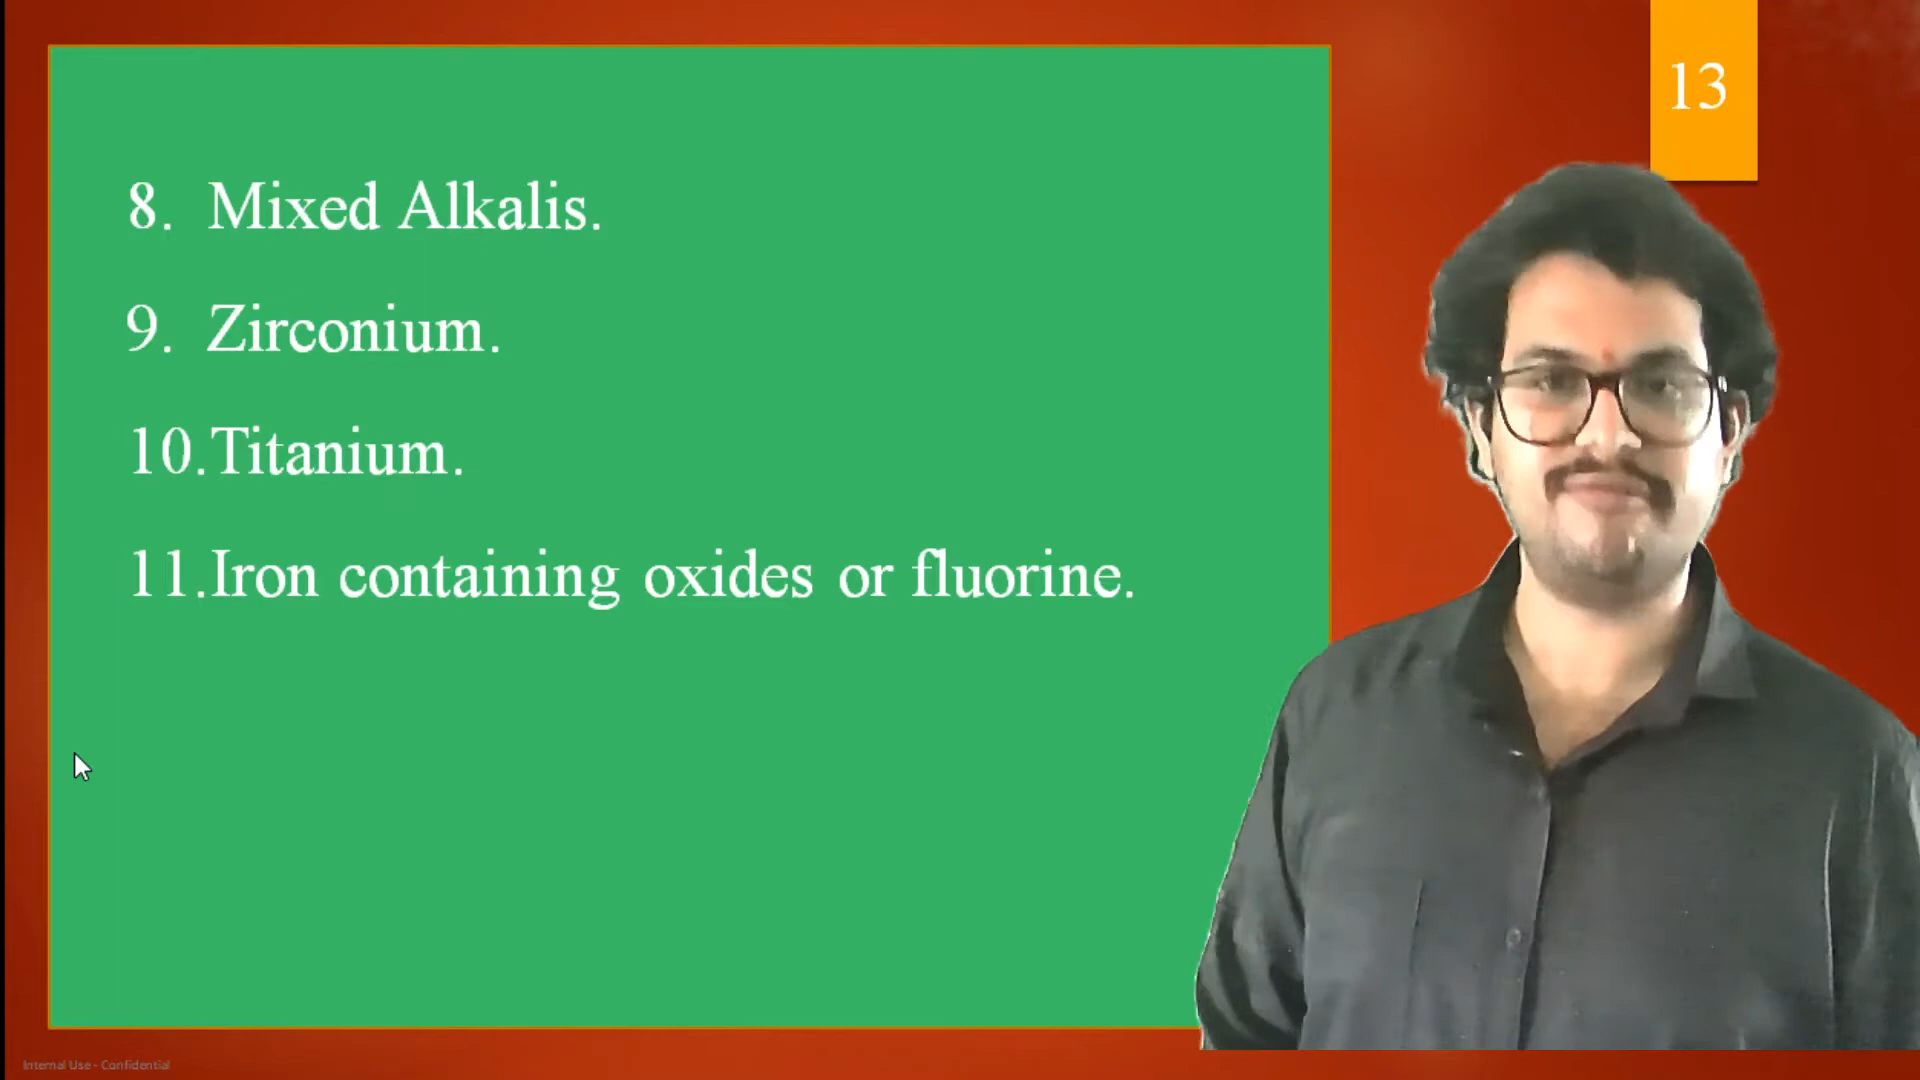 13
8. Mixed Alkalis.
9. Zirconium.
10.Titanium.
11.Iron containing oxides or fluorine.
Internal Use - Confidential